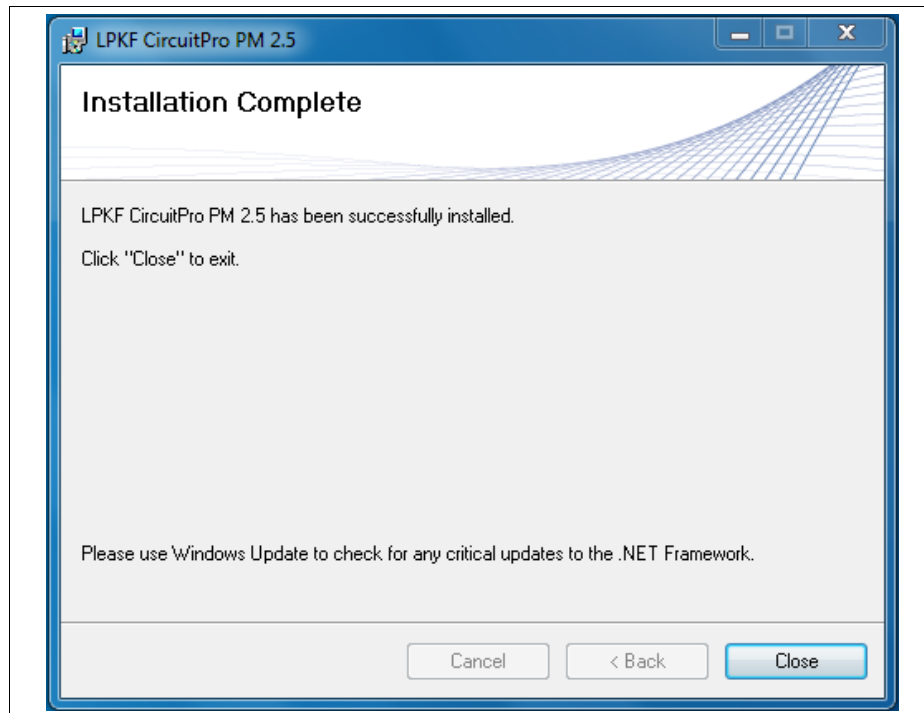 LPKF CircuitPro PM 2.5
Installation Complete
LPKF CircuitPro PM 2.5 has been successfully installed.
Click "Close" to exit.
Please use Windows Update to check for any critical updates to the .NET Framework.
Cancel
< Back
Close